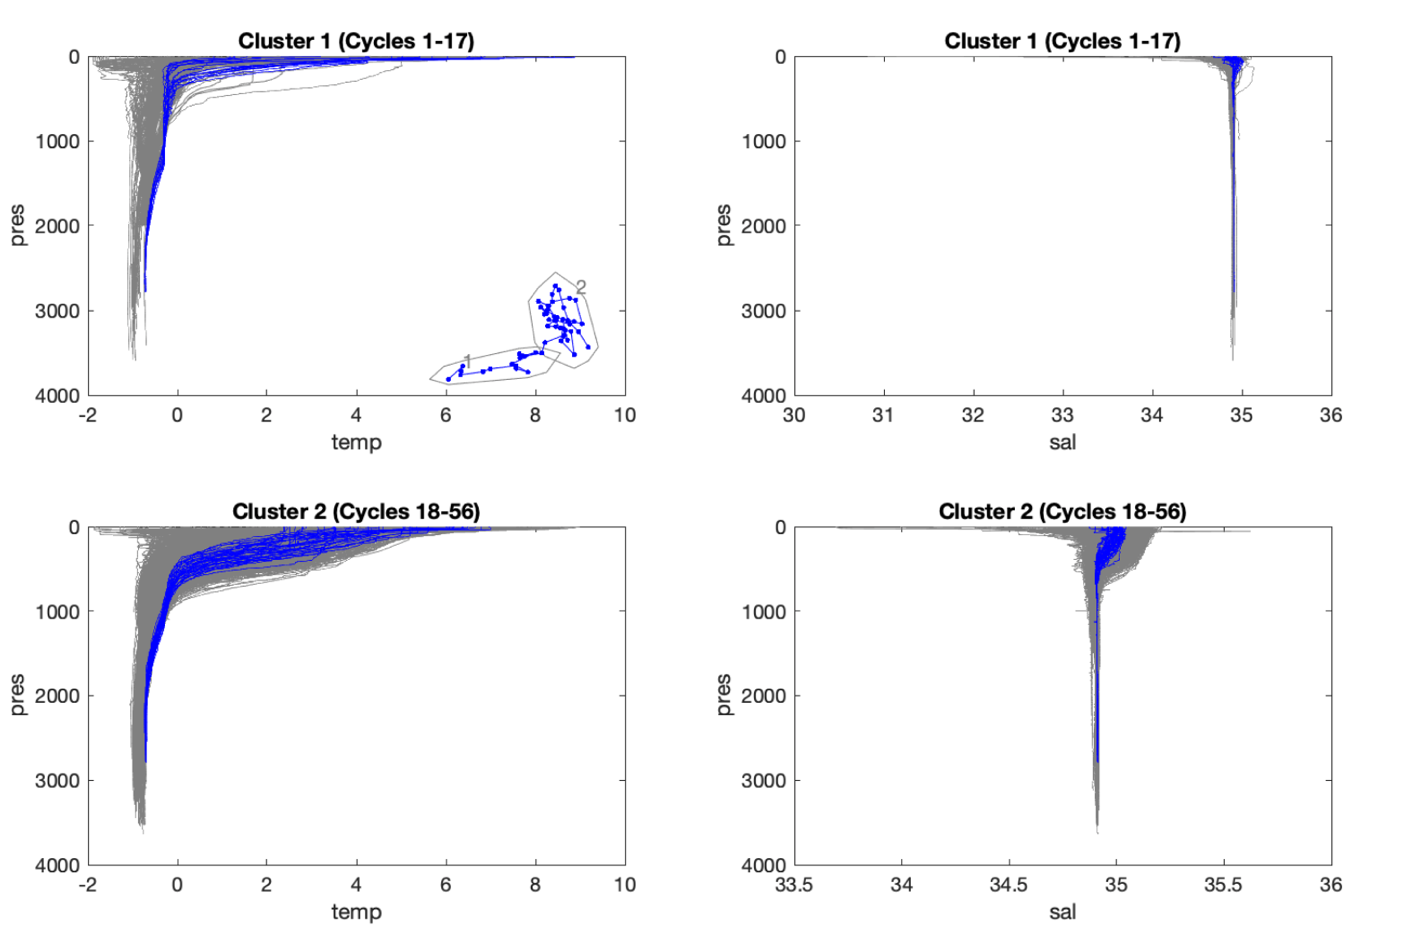 Cluster 1 (Cycles 1-17)
0
1000
2000
3000
4000
pres
-2 0 2 4 6 8 10
temp
1
2
Cluster 1 (Cycles 1-17)
0
1000
2000
3000
4000
pres
30 31 32 33 34 35 36
sal
Cluster 2 (Cycles 18-56)
0
1000
2000
3000
4000
pres
-2 0 2 4 6 8 10
temp
Cluster 2 (Cycles 18-56)
0
1000
2000
3000
4000
pres
33.5 34 34.5 35 35.5 36
sal